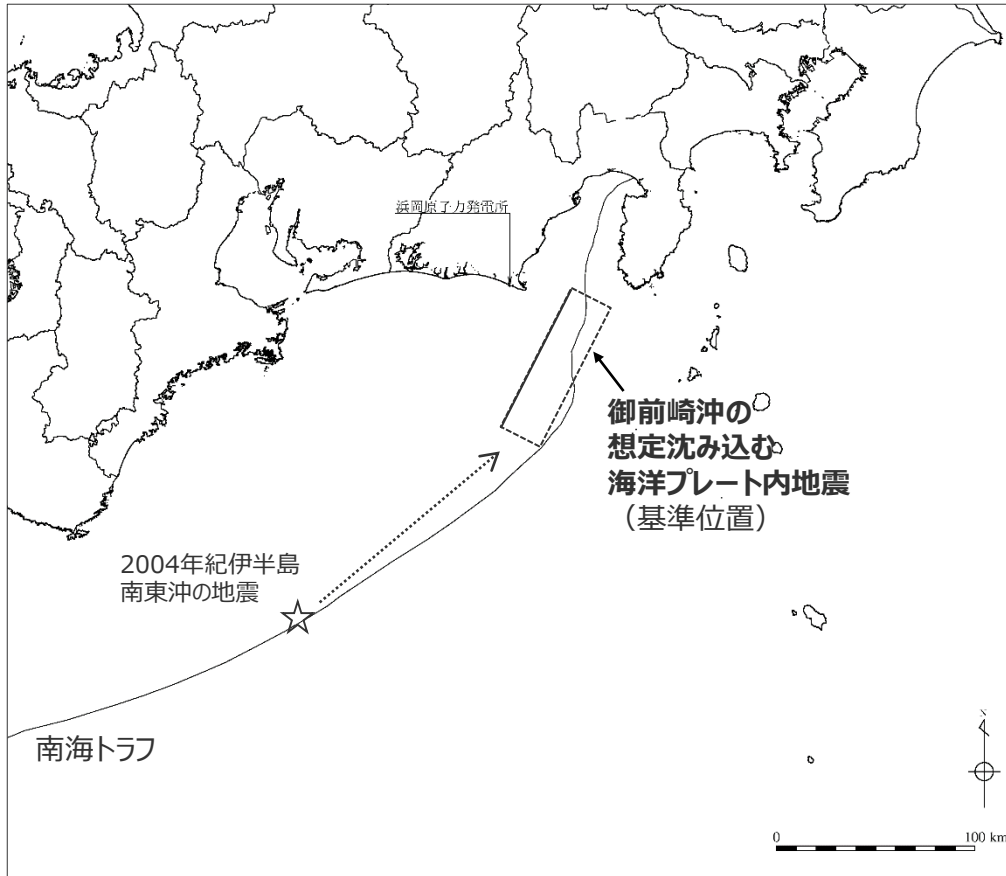 浜岡原子力発電所
御前崎沖の
想定沈み込む
海洋プレート内地震
（基準位置）
2004年紀伊半島
南東沖の地震
南海トラフ
N
0 100 km